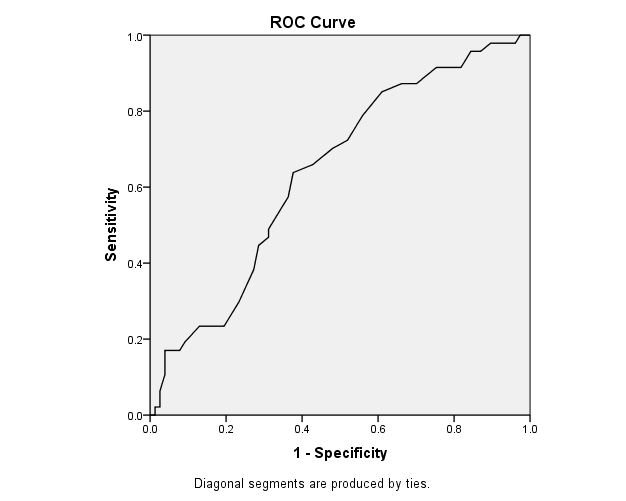 ROC Curve
1.0
0.8
0.6
0.4
0.2
0.0
Sensitivity
0.0 0.2 0.4 0.6 0.8 1.0
1 - Specificity
Diagonal segments are produced by ties.